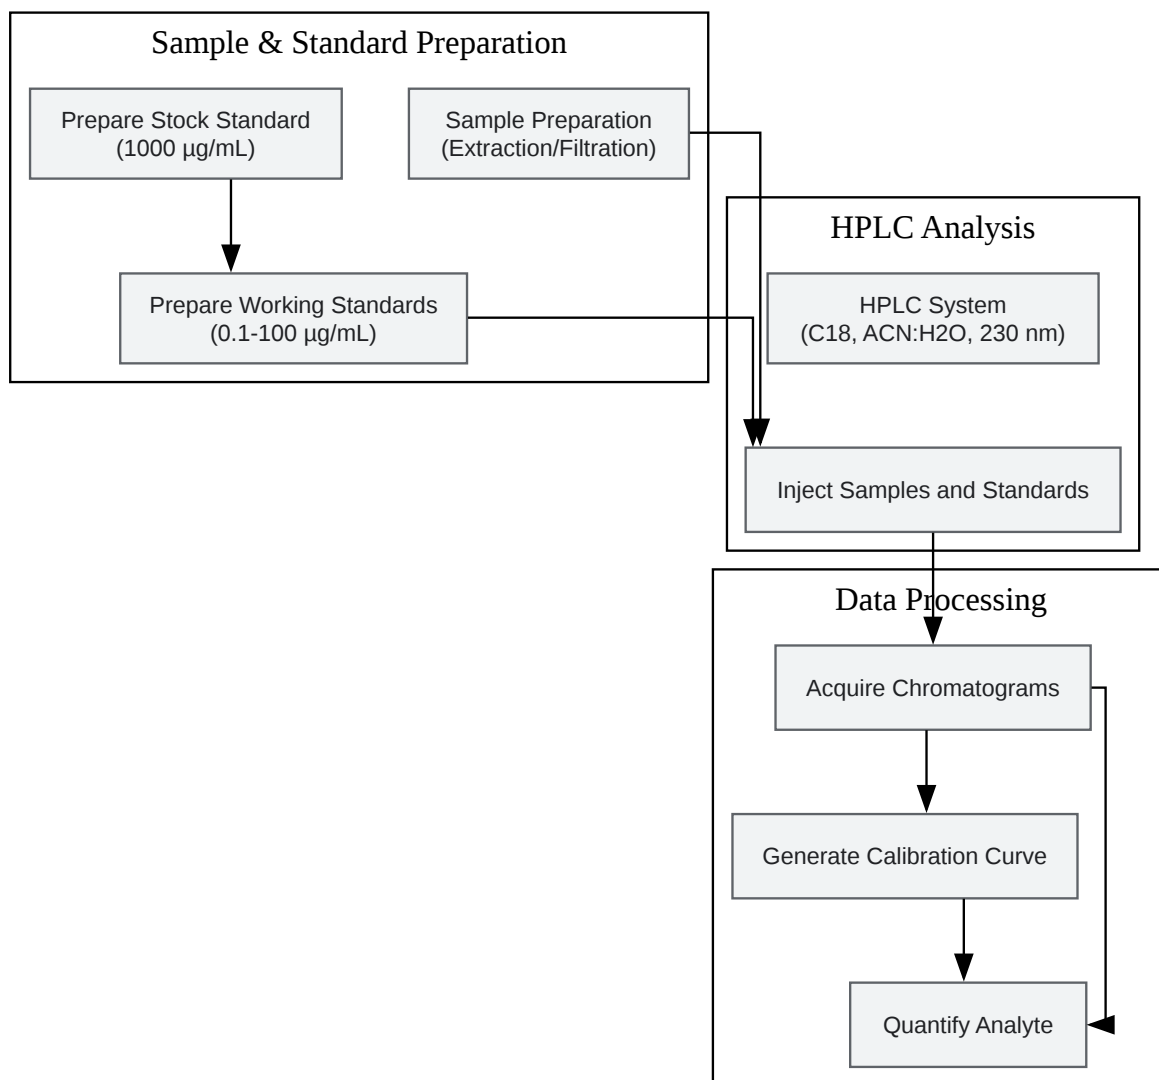 Sample & Standard Preparation
Prepare Stock Standard
(1000 µg/mL)
Sample Preparation
(Extraction/Filtration)
Prepare Working Standards
(0.1-100 µg/mL)
HPLC Analysis
HPLC System
(C18, ACN:H2O, 230 nm)
Inject Samples and Standards
Data Processing
Acquire Chromatograms
Generate Calibration Curve
Quantify Analyte